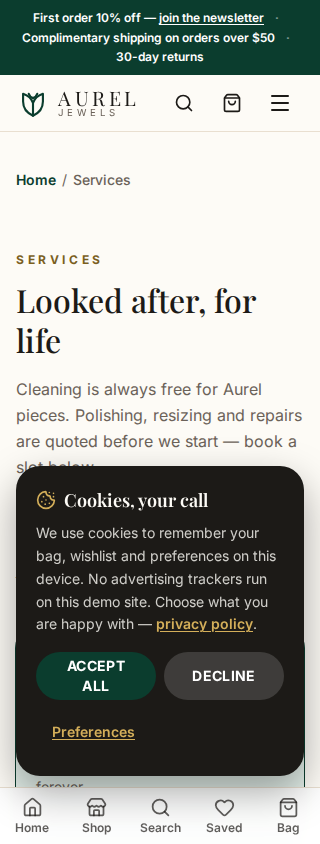 First order 10% off — join the newsletter ·
Complimentary shipping on orders over $50 ·
30-day returns
AUREL
JEWELS
Home / Services
SERVICES
Looked after, for
life
Cleaning is always free for Aurel
pieces. Polishing, resizing and repairs
are quoted before we start — book a
slot below.
Cookies, your call
We use cookies to remember your
bag, wishlist and preferences on this
device. No advertising trackers run
on this demo site. Choose what you
are happy with — privacy policy.
ACCEPT
ALL
DECLINE
Preferences
forever
Home
Shop
Search
Saved
Bag